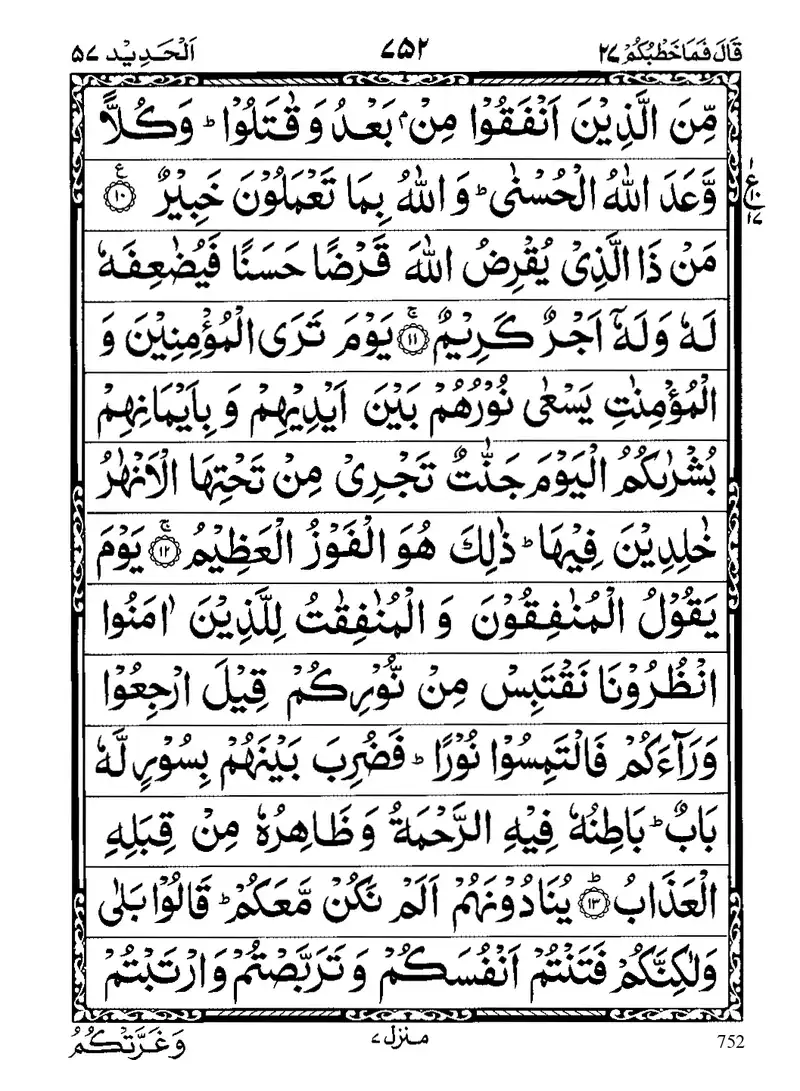 قَالَ فَمَا خَطْبُكُمْ ٢٧ ٧٥٢ اَلْحَدِیْد ٥٧
مِّنَ الَّذِیْنَ اَنْفَقُوْا مِنْۢ بَعْدُ وَ قٰتَلُوْاؕ وَ كُلًّا
وَّعَدَ اللّٰهُ الْحُسْنٰىؕ وَ اللّٰهُ بِمَا تَعْمَلُوْنَ خَبِیْرٌ ۧ ١٠
ع ١٠ ١٧
مَنْ ذَا الَّذِیْ یُقْرِضُ اللّٰهَ قَرْضًا حَسَنًا فَیُضٰعِفَهٗ
لَهٗ وَ لَهٗۤ اَجْرٌ كَرِیْمٌ ۚ ١١ یَوْمَ تَرَى الْمُؤْمِنِیْنَ وَ
الْمُؤْمِنٰتِ یَسْعٰى نُوْرُهُمْ بَیْنَ اَیْدِیْهِمْ وَ بِاَیْمَانِهِمْ
بُشْرٰىكُمُ الْیَوْمَ جَنّٰتٌ تَجْرِیْ مِنْ تَحْتِهَا الْاَنْهٰرُ
خٰلِدِیْنَ فِیْهَاؕ ذٰلِكَ هُوَ الْفَوْزُ الْعَظِیْمُ ۚ ١٢ یَوْمَ
یَقُوْلُ الْمُنٰفِقُوْنَ وَ الْمُنٰفِقٰتُ لِلَّذِیْنَ اٰمَنُوا
انْظُرُوْنَا نَقْتَبِسْ مِنْ نُّوْرِكُمْ قِیْلَ ارْجِعُوْا
وَرَآءَكُمْ فَالْتَمِسُوْا نُوْرًاؕ فَضُرِبَ بَیْنَهُمْ بِسُوْرٍ لَّهٗ
بَابٌؕ بَاطِنُهٗ فِیْهِ الرَّحْمَةُ وَ ظَاهِرُهٗ مِنْ قِبَلِهِ
الْعَذَابُ ؕ ١٣ یُنَادُوْنَهُمْ اَلَمْ نَكُنْ مَّعَكُمْؕ قَالُوْا بَلٰى
وَ لٰكِنَّكُمْ فَتَنْتُمْ اَنْفُسَكُمْ وَ تَرَبَّصْتُمْ وَ ارْتَبْتُمْ
وَ غَرَّتْكُمُ
منزل ٧
752